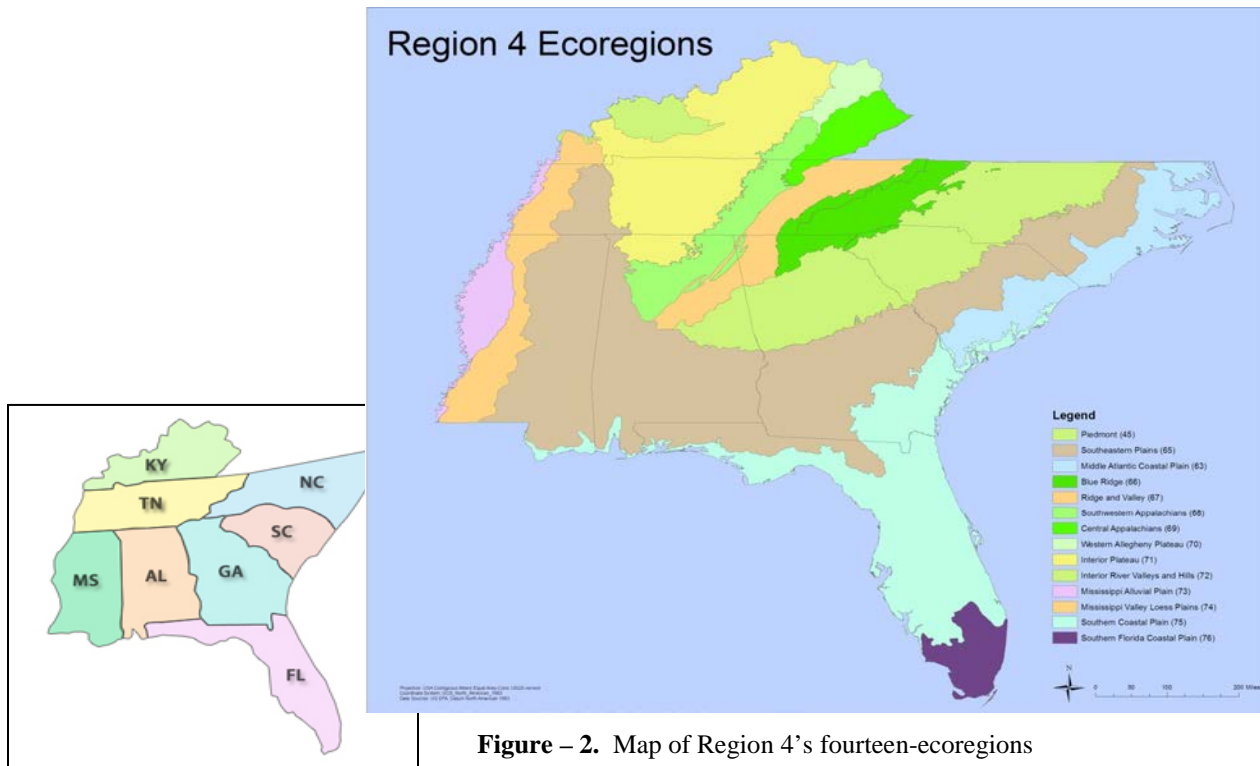 Region 4 Ecoregions
Legend
Piedmont (45)
Southeastern Plains (65)
Middle Atlantic Coastal Plain (63)
Blue Ridge (66)
Ridge and Valley (67)
Southwestern Appalachians (68)
Central Appalachians (69)
Western Allegheny Plateau (70)
Interior Plateau (71)
Interior River Valleys and Hills (72)
Mississippi Alluvial Plain (73)
Mississippi Valley Loess Plains (74)
Southern Coastal Plain (75)
Southern Florida Coastal Plain (76)
N
0 50 100 200 Miles
KY
TN
NC
SC
MS
AL
GA
FL
Figure – 2. Map of Region 4’s fourteen-ecoregions